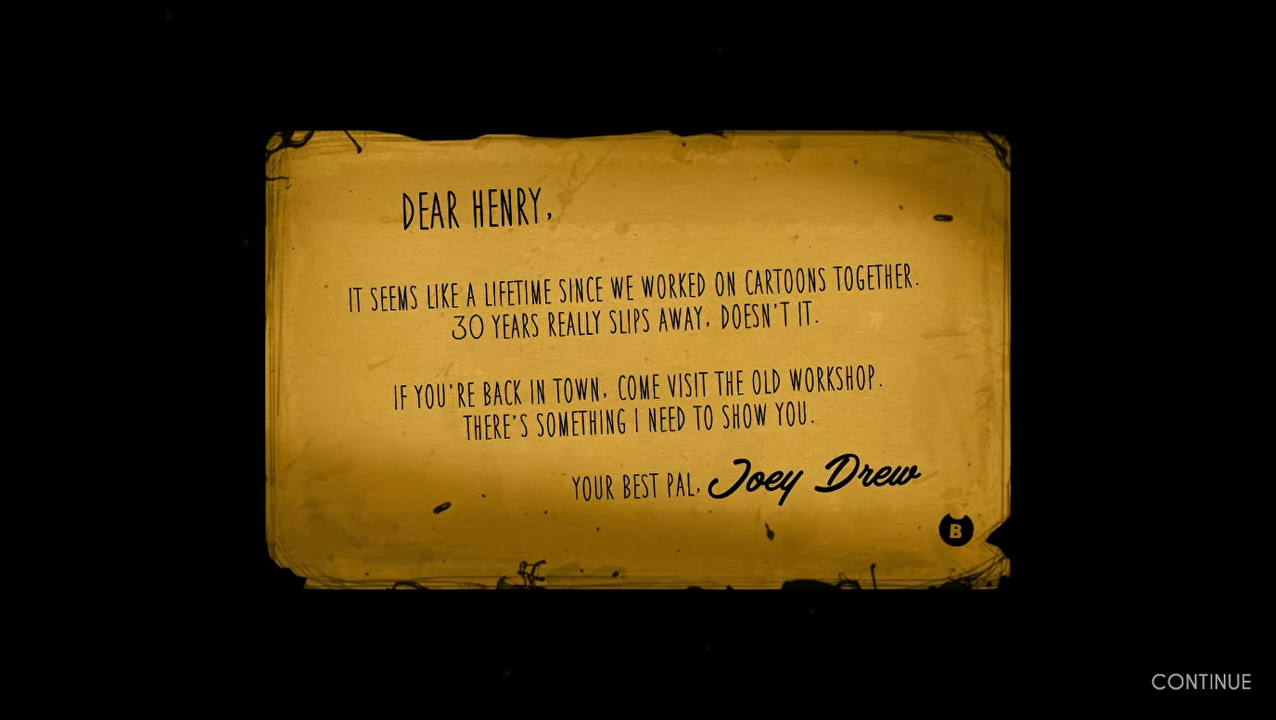 DEAR HENRY,
IT SEEMS LIKE A LIFETIME SINCE WE WORKED ON CARTOONS TOGETHER.
30 YEARS REALLY SLIPS AWAY, DOESN'T IT.
IF YOU'RE BACK IN TOWN, COME VISIT THE OLD WORKSHOP.
THERE'S SOMETHING I NEED TO SHOW YOU.
YOUR BEST PAL, Joey Drew
B
CONTINUE